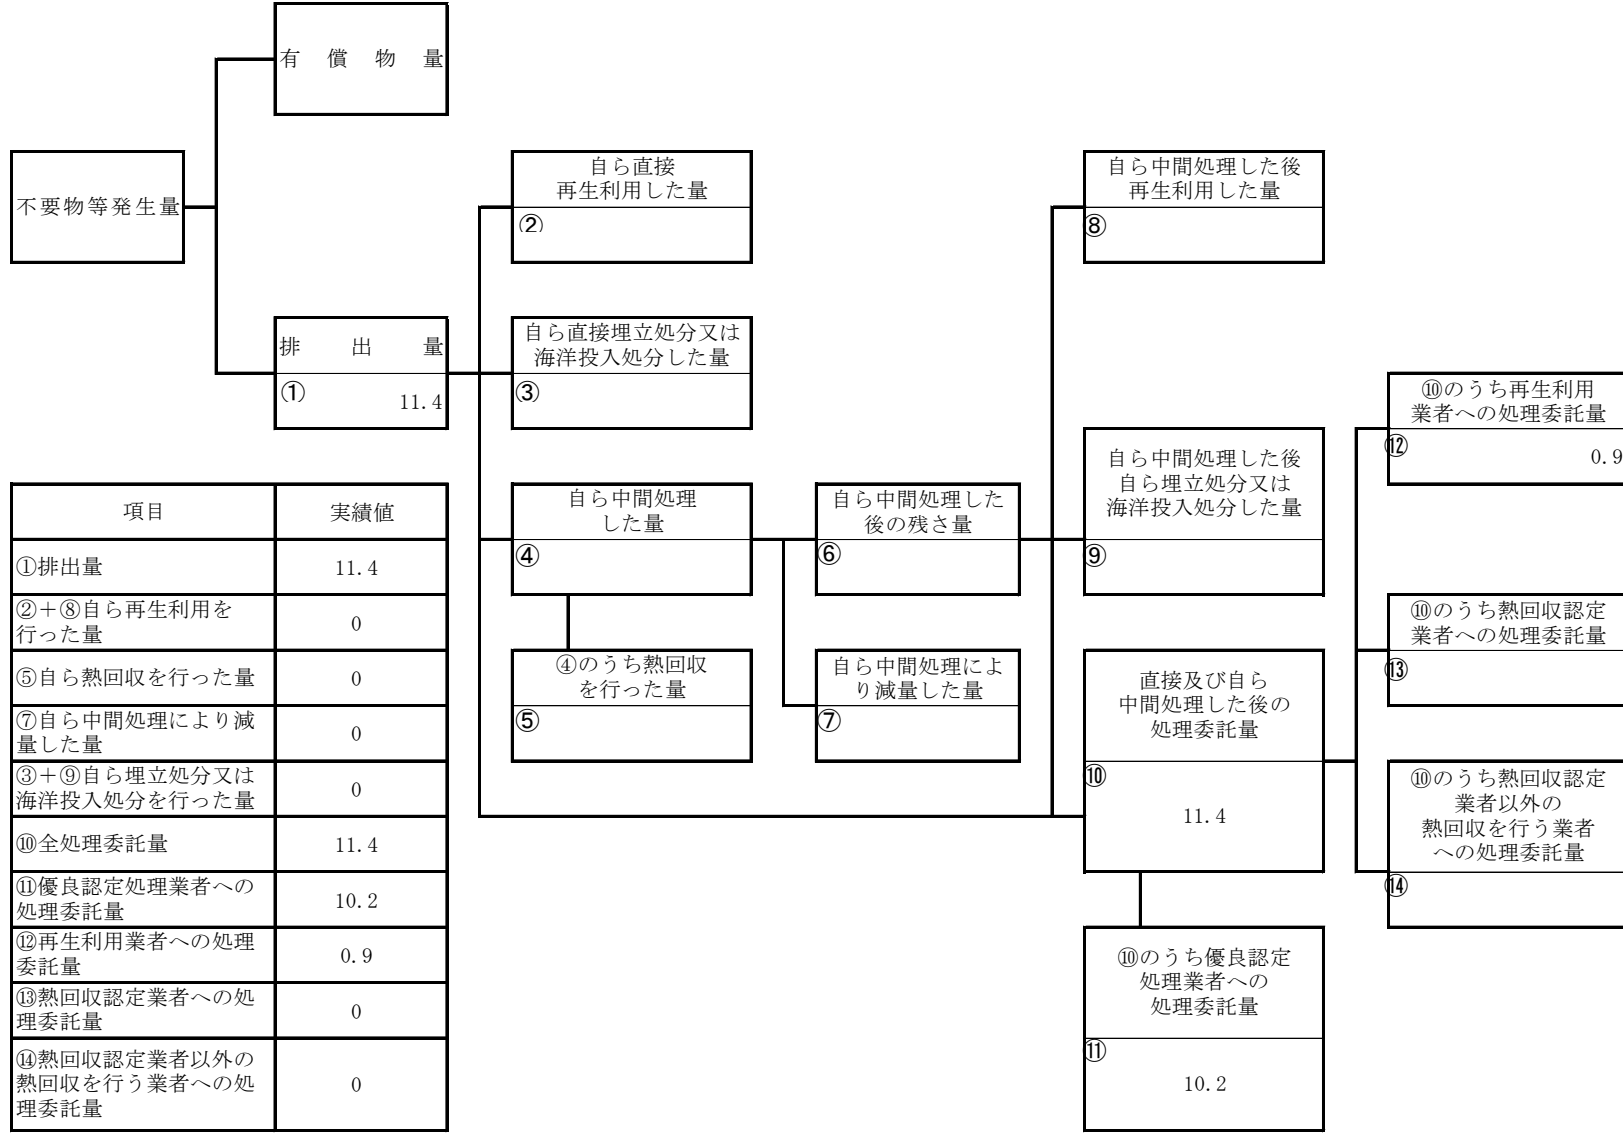 有償物量
不要物等発生量
自ら直接
再生利用した量
②
自ら中間処理した後
再生利用した量
⑧
排出量
①
11.4
自ら直接埋立処分又は
海洋投入処分した量
③
⑩のうち再生利用
業者への処理委託量
⑫
0.9
自ら中間処理した後
自ら埋立処分又は
海洋投入処分した量
⑨
自ら中間処理
した量
④
自ら中間処理した
後の残さ量
⑥
④のうち熱回収
を行った量
⑤
自ら中間処理によ
り減量した量
⑦
⑩のうち熱回収認定
業者への処理委託量
⑬
直接及び自ら
中間処理した後の
処理委託量
⑩
11.4
⑩のうち熱回収認定
業者以外の
熱回収を行う業者
への処理委託量
⑭
⑩のうち優良認定
処理業者への
処理委託量
⑪
10.2
項目 実績値
①排出量 11.4
②＋⑧自ら再生利用を
行った量 0
⑤自ら熱回収を行った量 0
⑦自ら中間処理により減
量した量 0
③＋⑨自ら埋立処分又は
海洋投入処分を行った量 0
⑩全処理委託量 11.4
⑪優良認定処理業者への
処理委託量 10.2
⑫再生利用業者への処理
委託量 0.9
⑬熱回収認定業者への処
理委託量 0
⑭熱回収認定業者以外の
熱回収を行う業者への処
理委託量 0